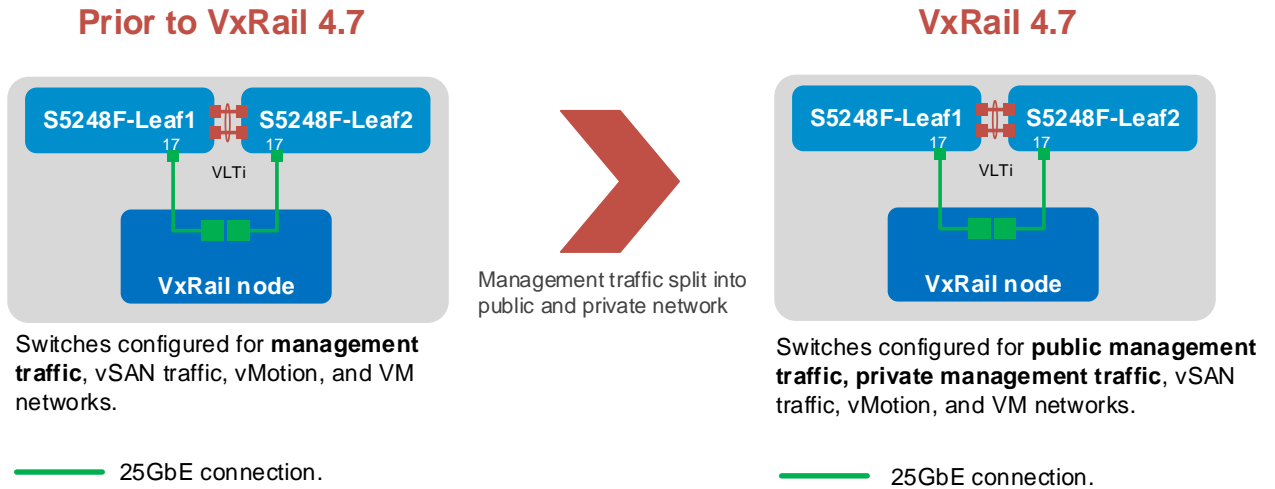 Prior to VxRail 4.7
S5248F-Leaf1
S5248F-Leaf2
17
17
VLTi
VxRail node
Switches configured for management
traffic, vSAN traffic, vMotion, and VM
networks.
25GbE connection.
Management traffic split into
public and private network
VxRail 4.7
S5248F-Leaf1
S5248F-Leaf2
17
17
VLTi
VxRail node
Switches configured for public management
traffic, private management traffic, vSAN
traffic, vMotion, and VM networks.
25GbE connection.